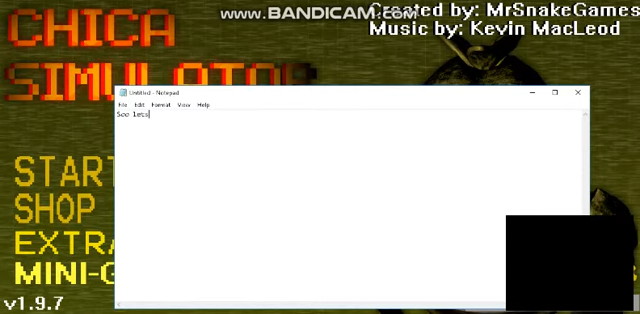 WWW.BANDICAM.COM
Created by: MrSnakeGames
Music by: Kevin MacLeod
CHICA
SIMULATOR
Untitled - Notepad
File Edit Format View Help
Soo lets
START
SHOP
EXTRA
MINI-G
v1.9.7